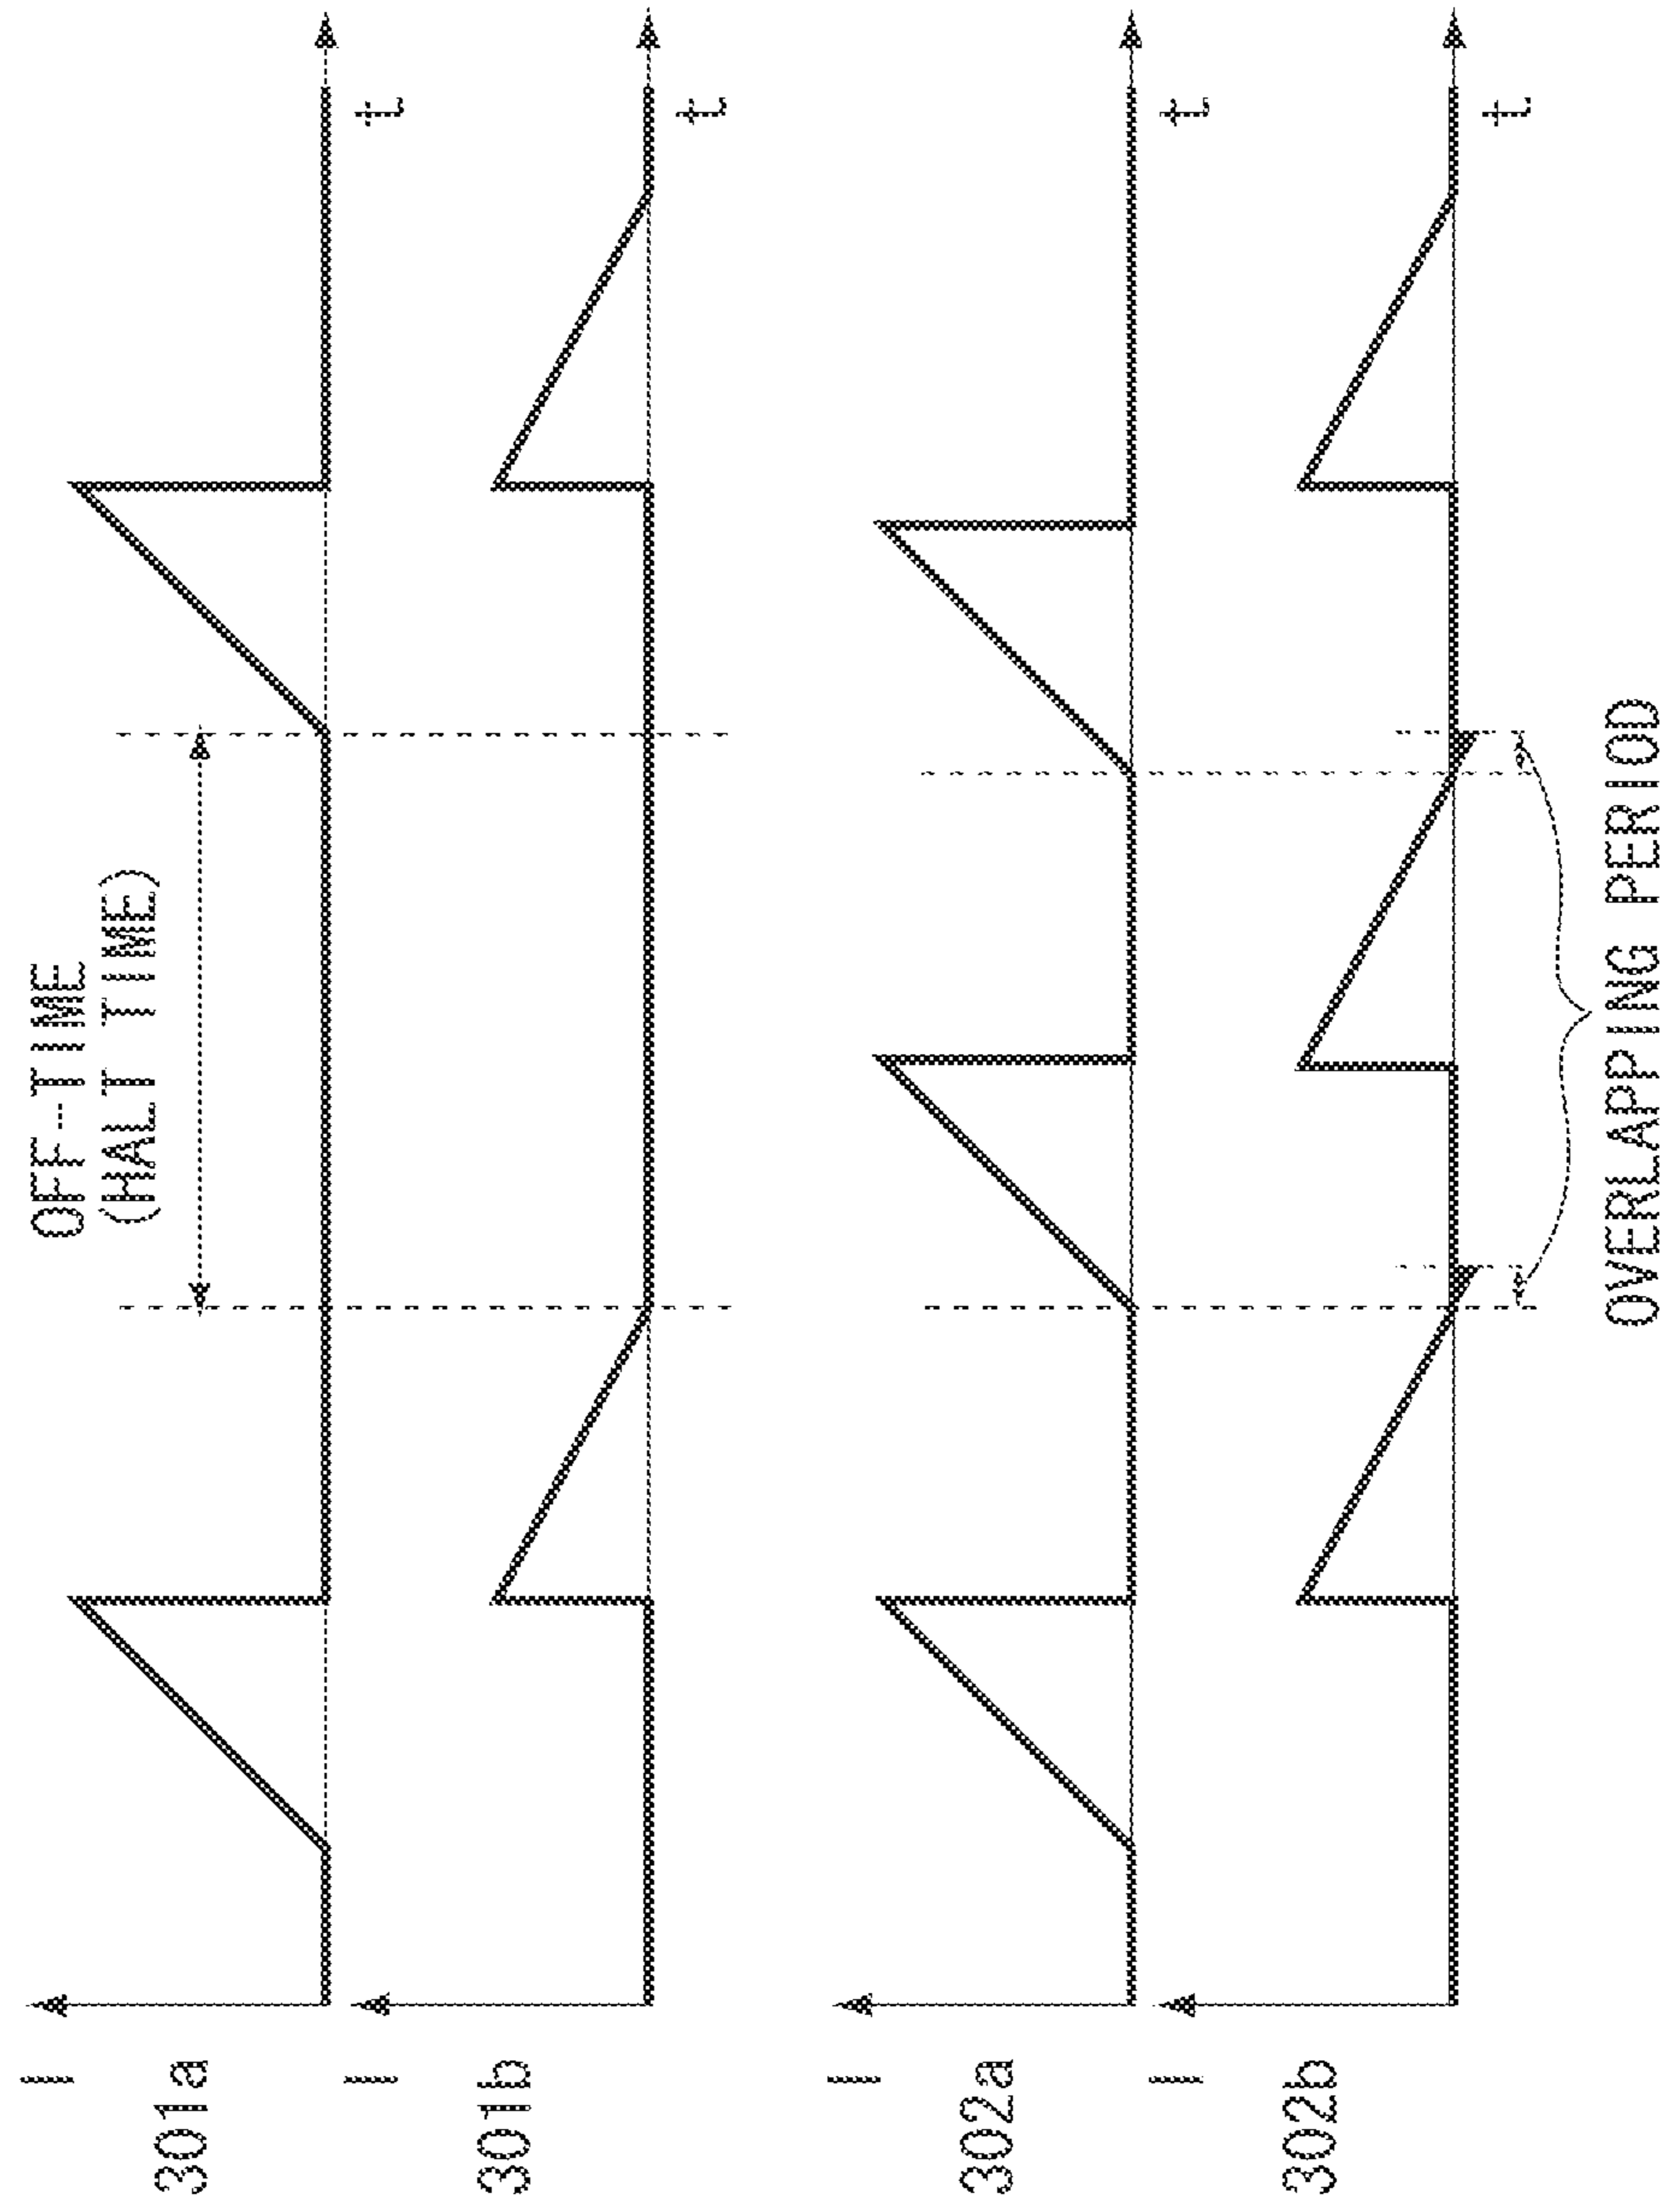 OFF-TIME
(HALT TIME)
I
301a
t
I
301b
t
I
302a
t
I
302b
t
OVERLAPPING PERIOD